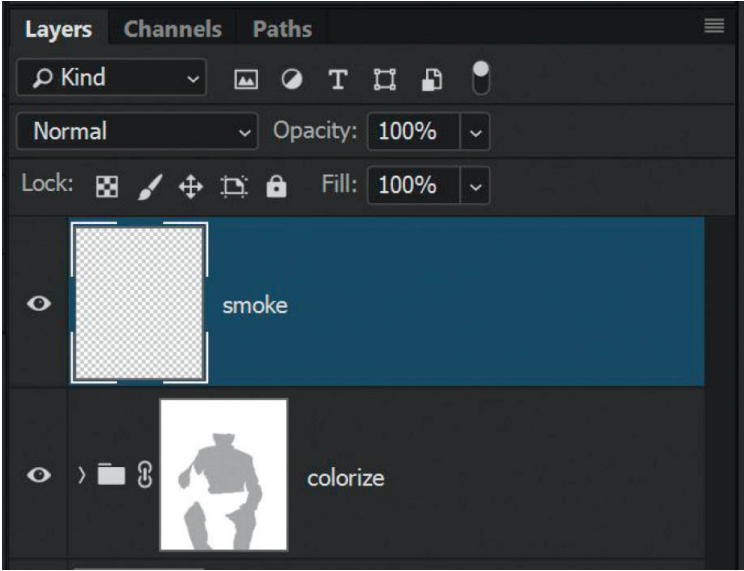 Layers Channels Paths
Kind
Normal Opacity: 100%
Lock: Fill: 100%
smoke
colorize